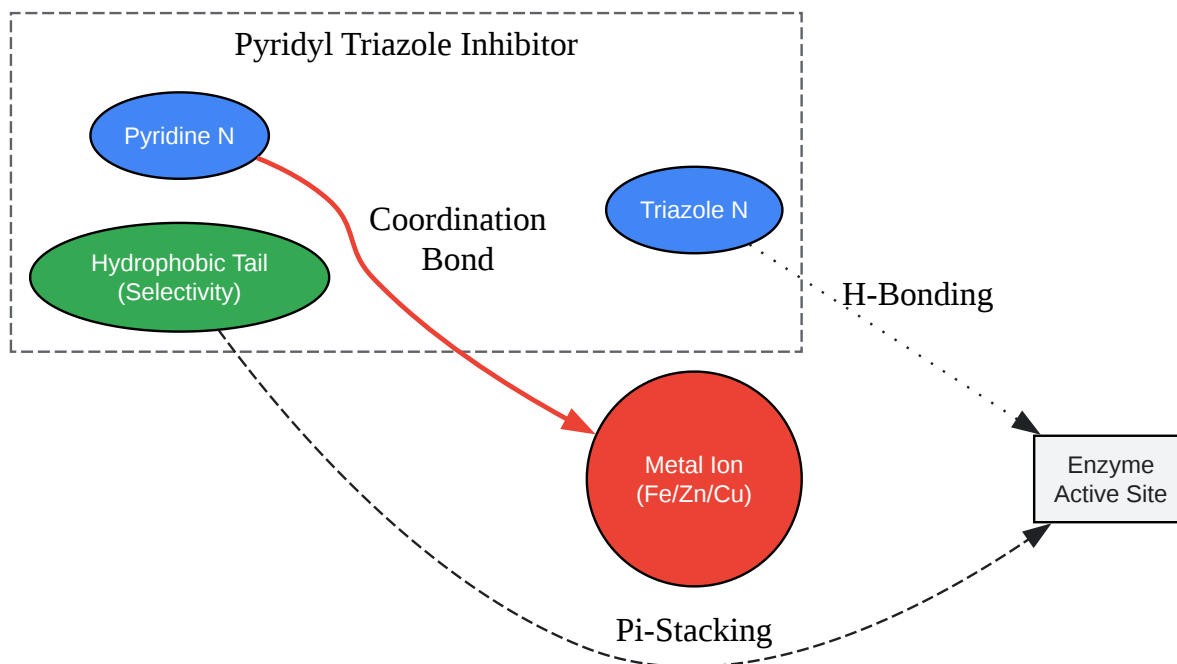 Pyridyl Triazole Inhibitor
Pyridine N
Triazole N
Coordination
Bond
Hydrophobic Tail
(Selectivity)
H-Bonding
Metal Ion
(Fe/Zn/Cu)
Enzyme
Active Site
Pi-Stacking